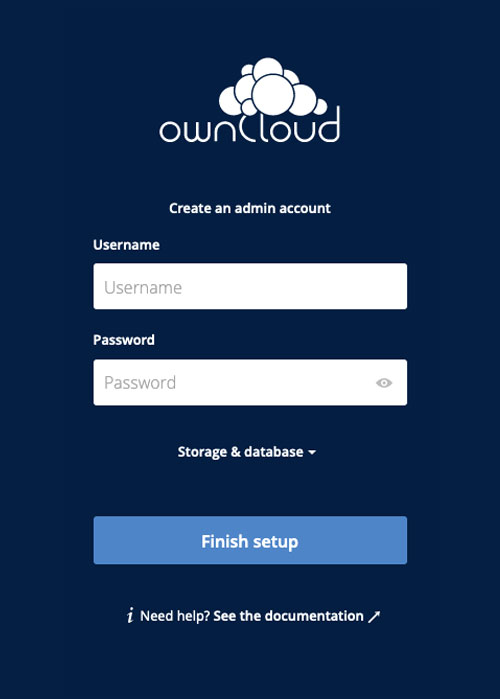 ownCloud
Create an admin account
Username
Username
Password
Password
Storage & database
Finish setup
i Need help? See the documentation ↗